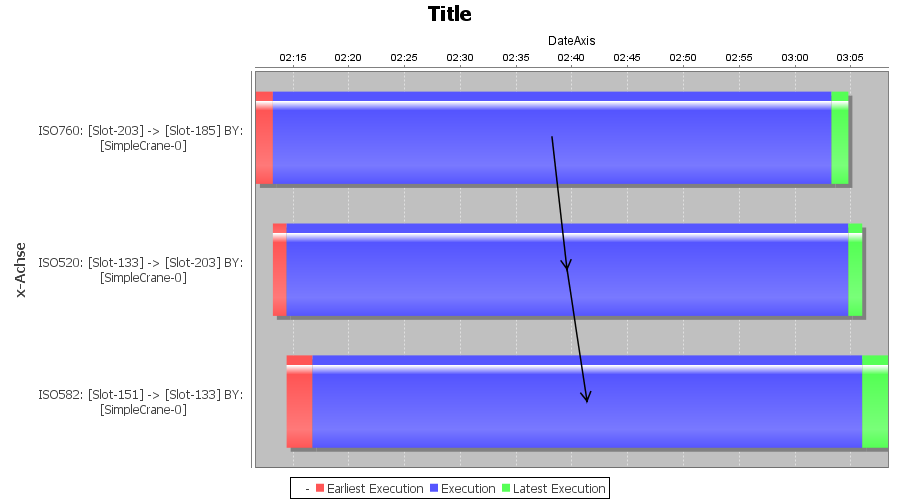 Title
DateAxis
02:15 02:20 02:25 02:30 02:35 02:40 02:45 02:50 02:55 03:00 03:05
x-Achse
ISO760: [Slot-203] -> [Slot-185] BY:
[SimpleCrane-0]
ISO520: [Slot-133] -> [Slot-203] BY:
[SimpleCrane-0]
ISO582: [Slot-151] -> [Slot-133] BY:
[SimpleCrane-0]
- Earliest Execution Execution Latest Execution